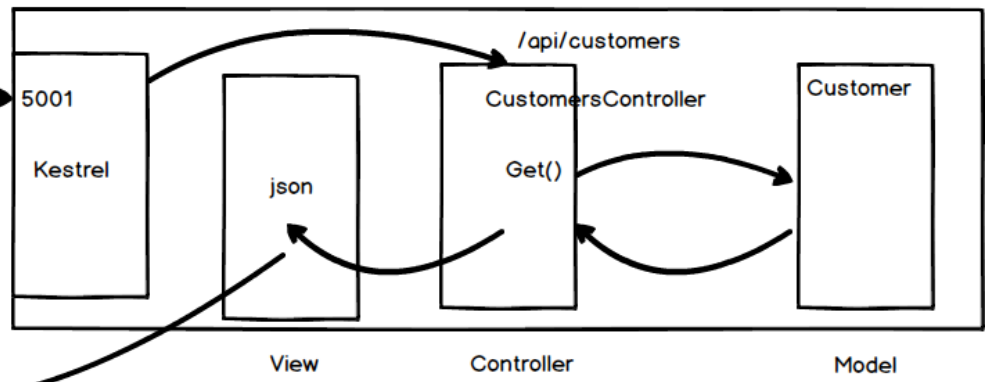 /api/customers
5001
CustomersController
Customer
Kestrel
json
Get()
View
Controller
Model